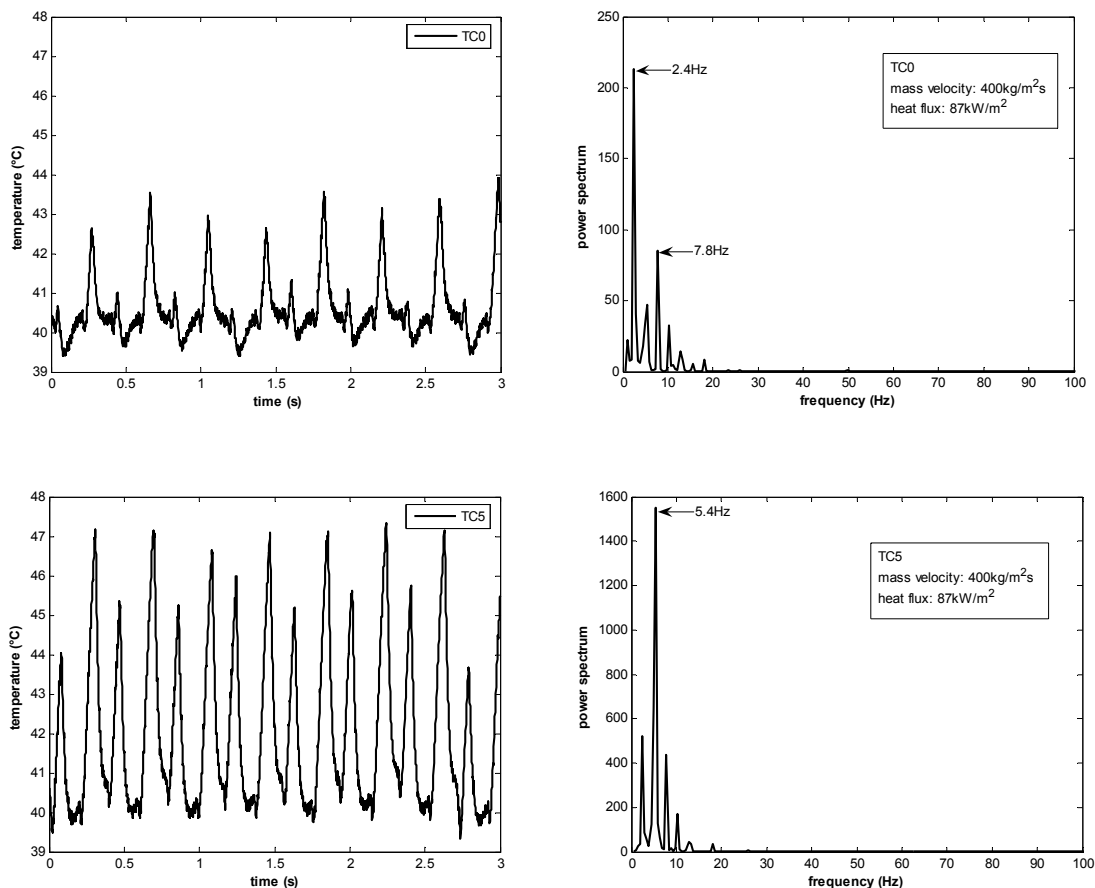 48
47
46
45
44
43
42
41
40
39
0 0.5 1 1.5 2 2.5 3
temperature (°C)
time (s)
TC0
250
200
150
100
50
0
0 10 20 30 40 50 60 70 80 90 100
power spectrum
frequency (Hz)
2.4Hz
7.8Hz
TC0
mass velocity: 400kg/m²s
heat flux: 87kW/m²
48
47
46
45
44
43
42
41
40
39
0 0.5 1 1.5 2 2.5 3
temperature (°C)
time (s)
TC5
1600
1400
1200
1000
800
600
400
200
0
0 10 20 30 40 50 60 70 80 90 100
power spectrum
frequency (Hz)
5.4Hz
TC5
mass velocity: 400kg/m²s
heat flux: 87kW/m²